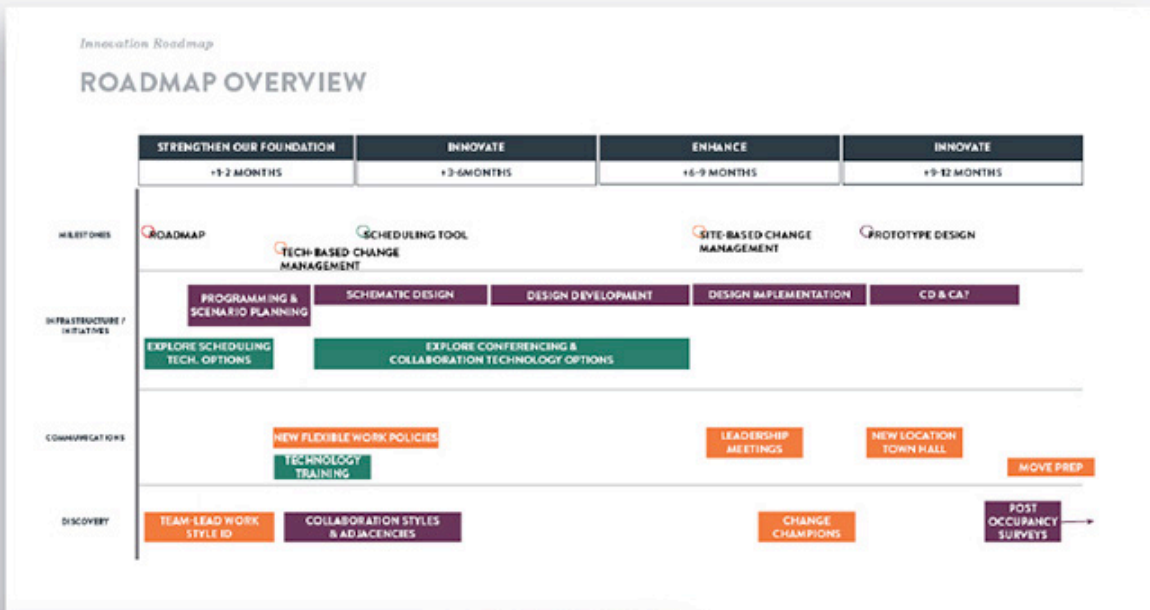 Innovation Roadmap
ROADMAP OVERVIEW
STRENGTHEN OUR FOUNDATION
INNOVATE
ENHANCE
INNOVATE
+1-2 MONTHS
+3-6MONTHS
+6-9 MONTHS
+9-12 MONTHS
MILESTONES
ROADMAP
TECH-BASED CHANGE
MANAGEMENT
SCHEDULING TOOL
SITE-BASED CHANGE
MANAGEMENT
PROTOTYPE DESIGN
INFRASTRUCTURE /
INITIATIVES
PROGRAMMING &
SCENARIO PLANNING
SCHEMATIC DESIGN
DESIGN DEVELOPMENT
DESIGN IMPLEMENTATION
CD & CA?
EXPLORE SCHEDULING
TECH. OPTIONS
EXPLORE CONFERENCING &
COLLABORATION TECHNOLOGY OPTIONS
COMMUNICATIONS
NEW FLEXIBLE WORK POLICIES
TECHNOLOGY
TRAINING
LEADERSHIP
MEETINGS
NEW LOCATION
TOWN HALL
MOVE PREP
DISCOVERY
TEAM-LEAD WORK
STYLE ID
COLLABORATION STYLES
& ADJACENCIES
CHANGE
CHAMPIONS
POST
OCCUPANCY
SURVEYS